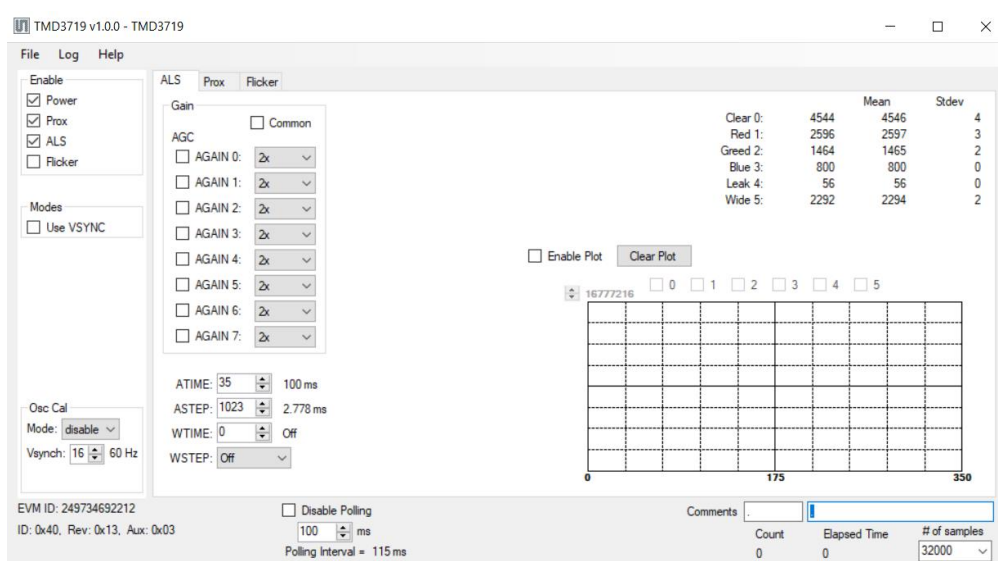 TMD3719 v1.0.0 - TMD3719
File Log Help
Enable
Power
Prox
ALS
Flicker
Modes
Use VSYNC
Osc Cal
Mode: disable
Vsynch: 16 60 Hz
ALS Prox Flicker
Gain
Common
AGC
AGAIN 0: 2x
AGAIN 1: 2x
AGAIN 2: 2x
AGAIN 3: 2x
AGAIN 4: 2x
AGAIN 5: 2x
AGAIN 6: 2x
AGAIN 7: 2x
ATIME: 35 100 ms
ASTEP: 1023 2.778 ms
WTIME: 0 Off
WSTEP: Off
Mean Stdev
Clear 0: 4544 4546 4
Red 1: 2596 2597 3
Greed 2: 1464 1465 2
Blue 3: 800 800 0
Leak 4: 56 56 0
Wide 5: 2292 2294 2
Enable Plot Clear Plot
16777216 0 1 2 3 4 5
0 175 350
EVM ID: 249734692212
ID: 0x40, Rev: 0x13, Aux: 0x03
Disable Polling
100 ms
Polling Interval = 115 ms
Comments . .
Count Elapsed Time # of samples
0 0 32000